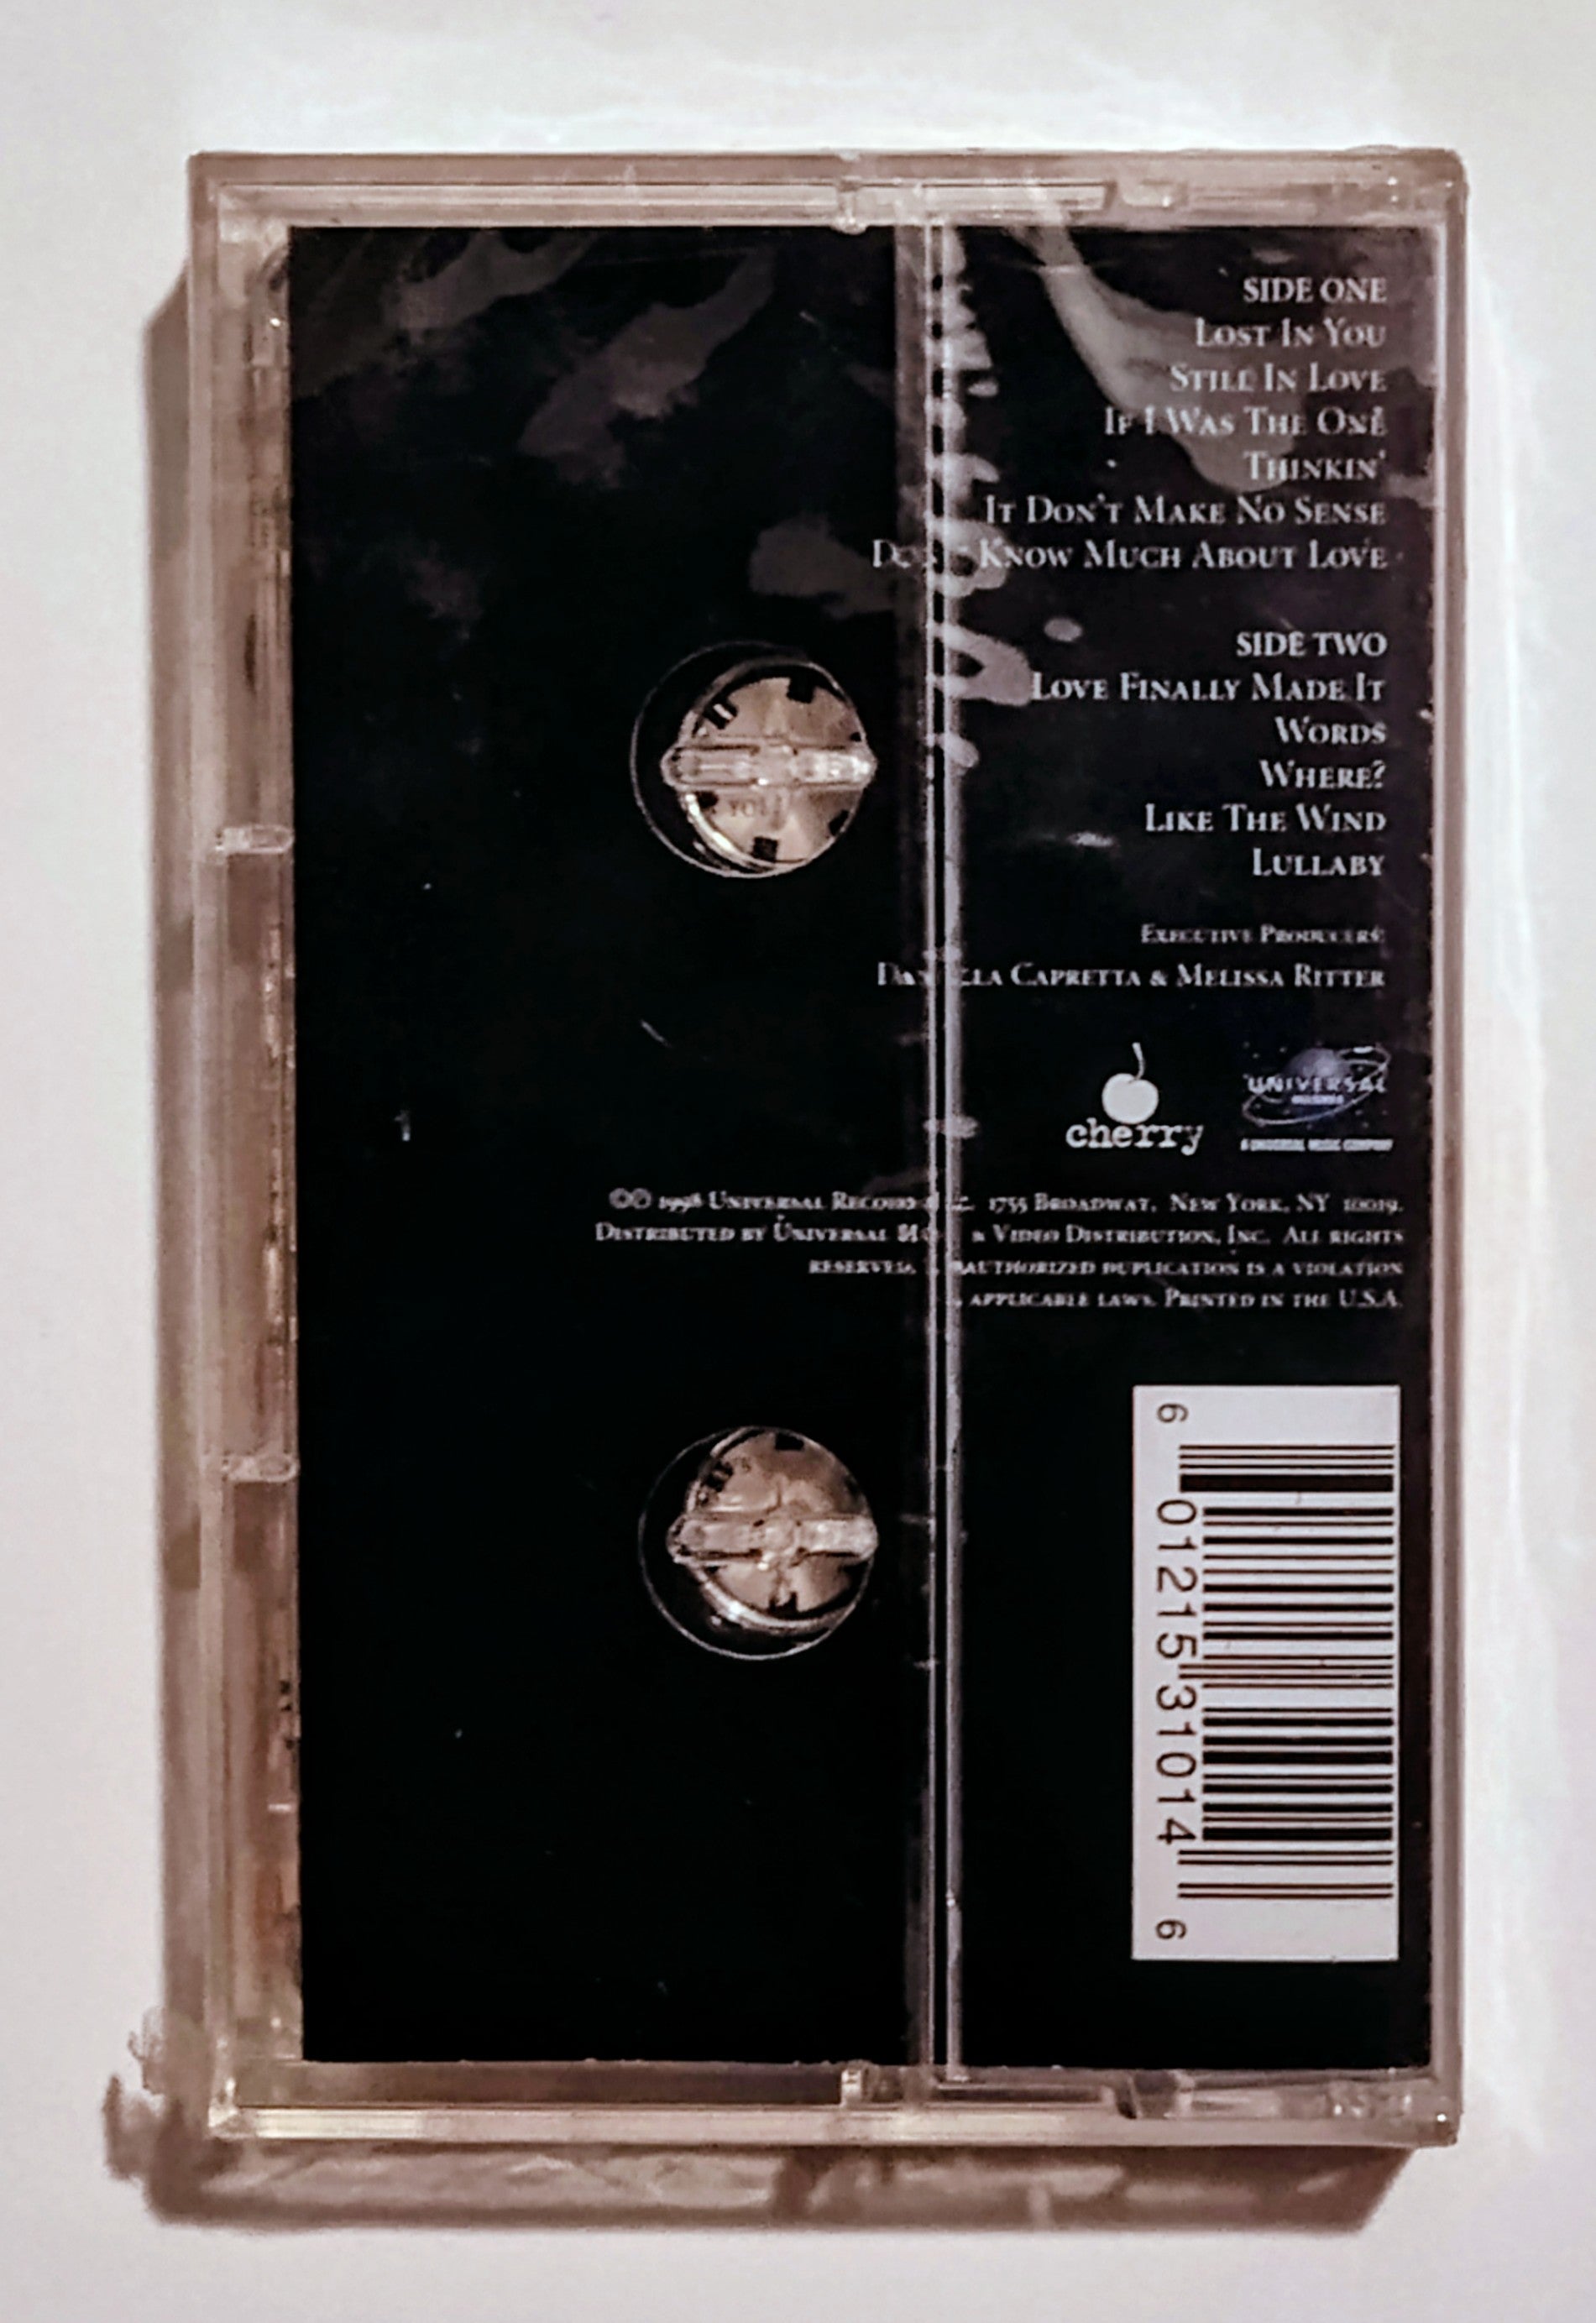 SIDE ONE
LOST IN YOU
STILL IN LOVE
IF I WAS THE ONE
THINKIN'
IT DON'T MAKE NO SENSE
KNOW MUCH ABOUT LOVE
SIDE TWO
LOVE FINALLY MADE IT
WORDS
WHERE?
LIKE THE WIND
LULLABY
EXECUTIVE PRODUCERS:
CAPRETTA & MELISSA RITTER
cherry
UNIVERSAL
A UNIVERSAL MUSIC COMPANY
©℗ 1998 UNIVERSAL 1755 BROADWAY, NEW YORK, NY 10019.
DISTRIBUTED BY UNIVERSAL & VIDEO DISTRIBUTION, INC. ALL RIGHTS
RESERVED. DUPLICATION IS A VIOLATION
APPLICABLE LAWS. PRINTED IN THE U.S.A.
6 01215 31014 6